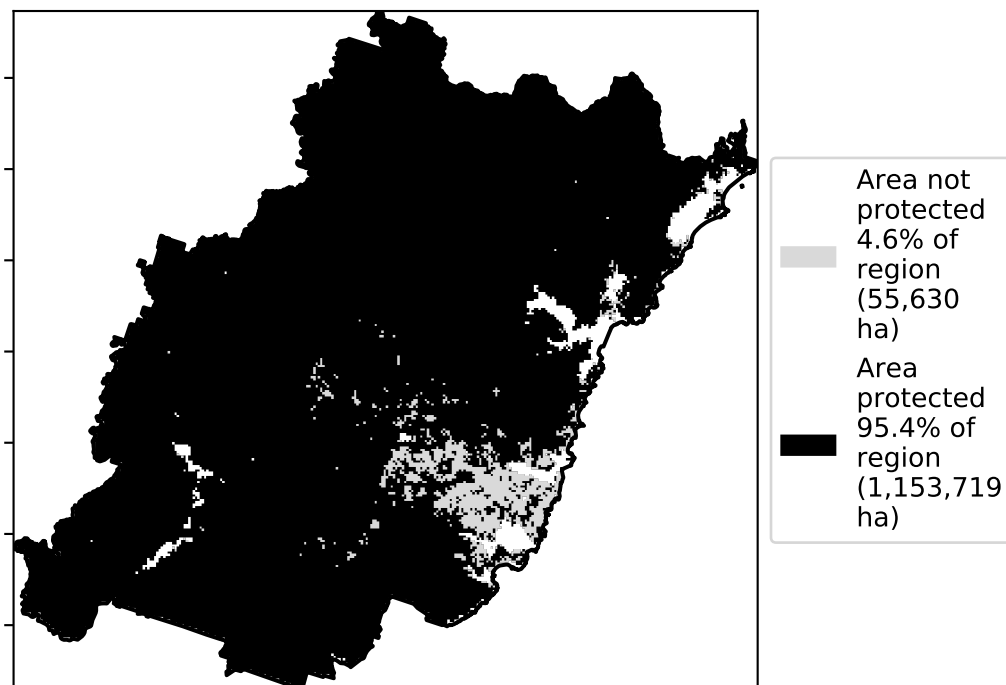 Area not
protected
4.6% of
region
(55,630
ha)
Area
protected
95.4% of
region
(1,153,719
ha)